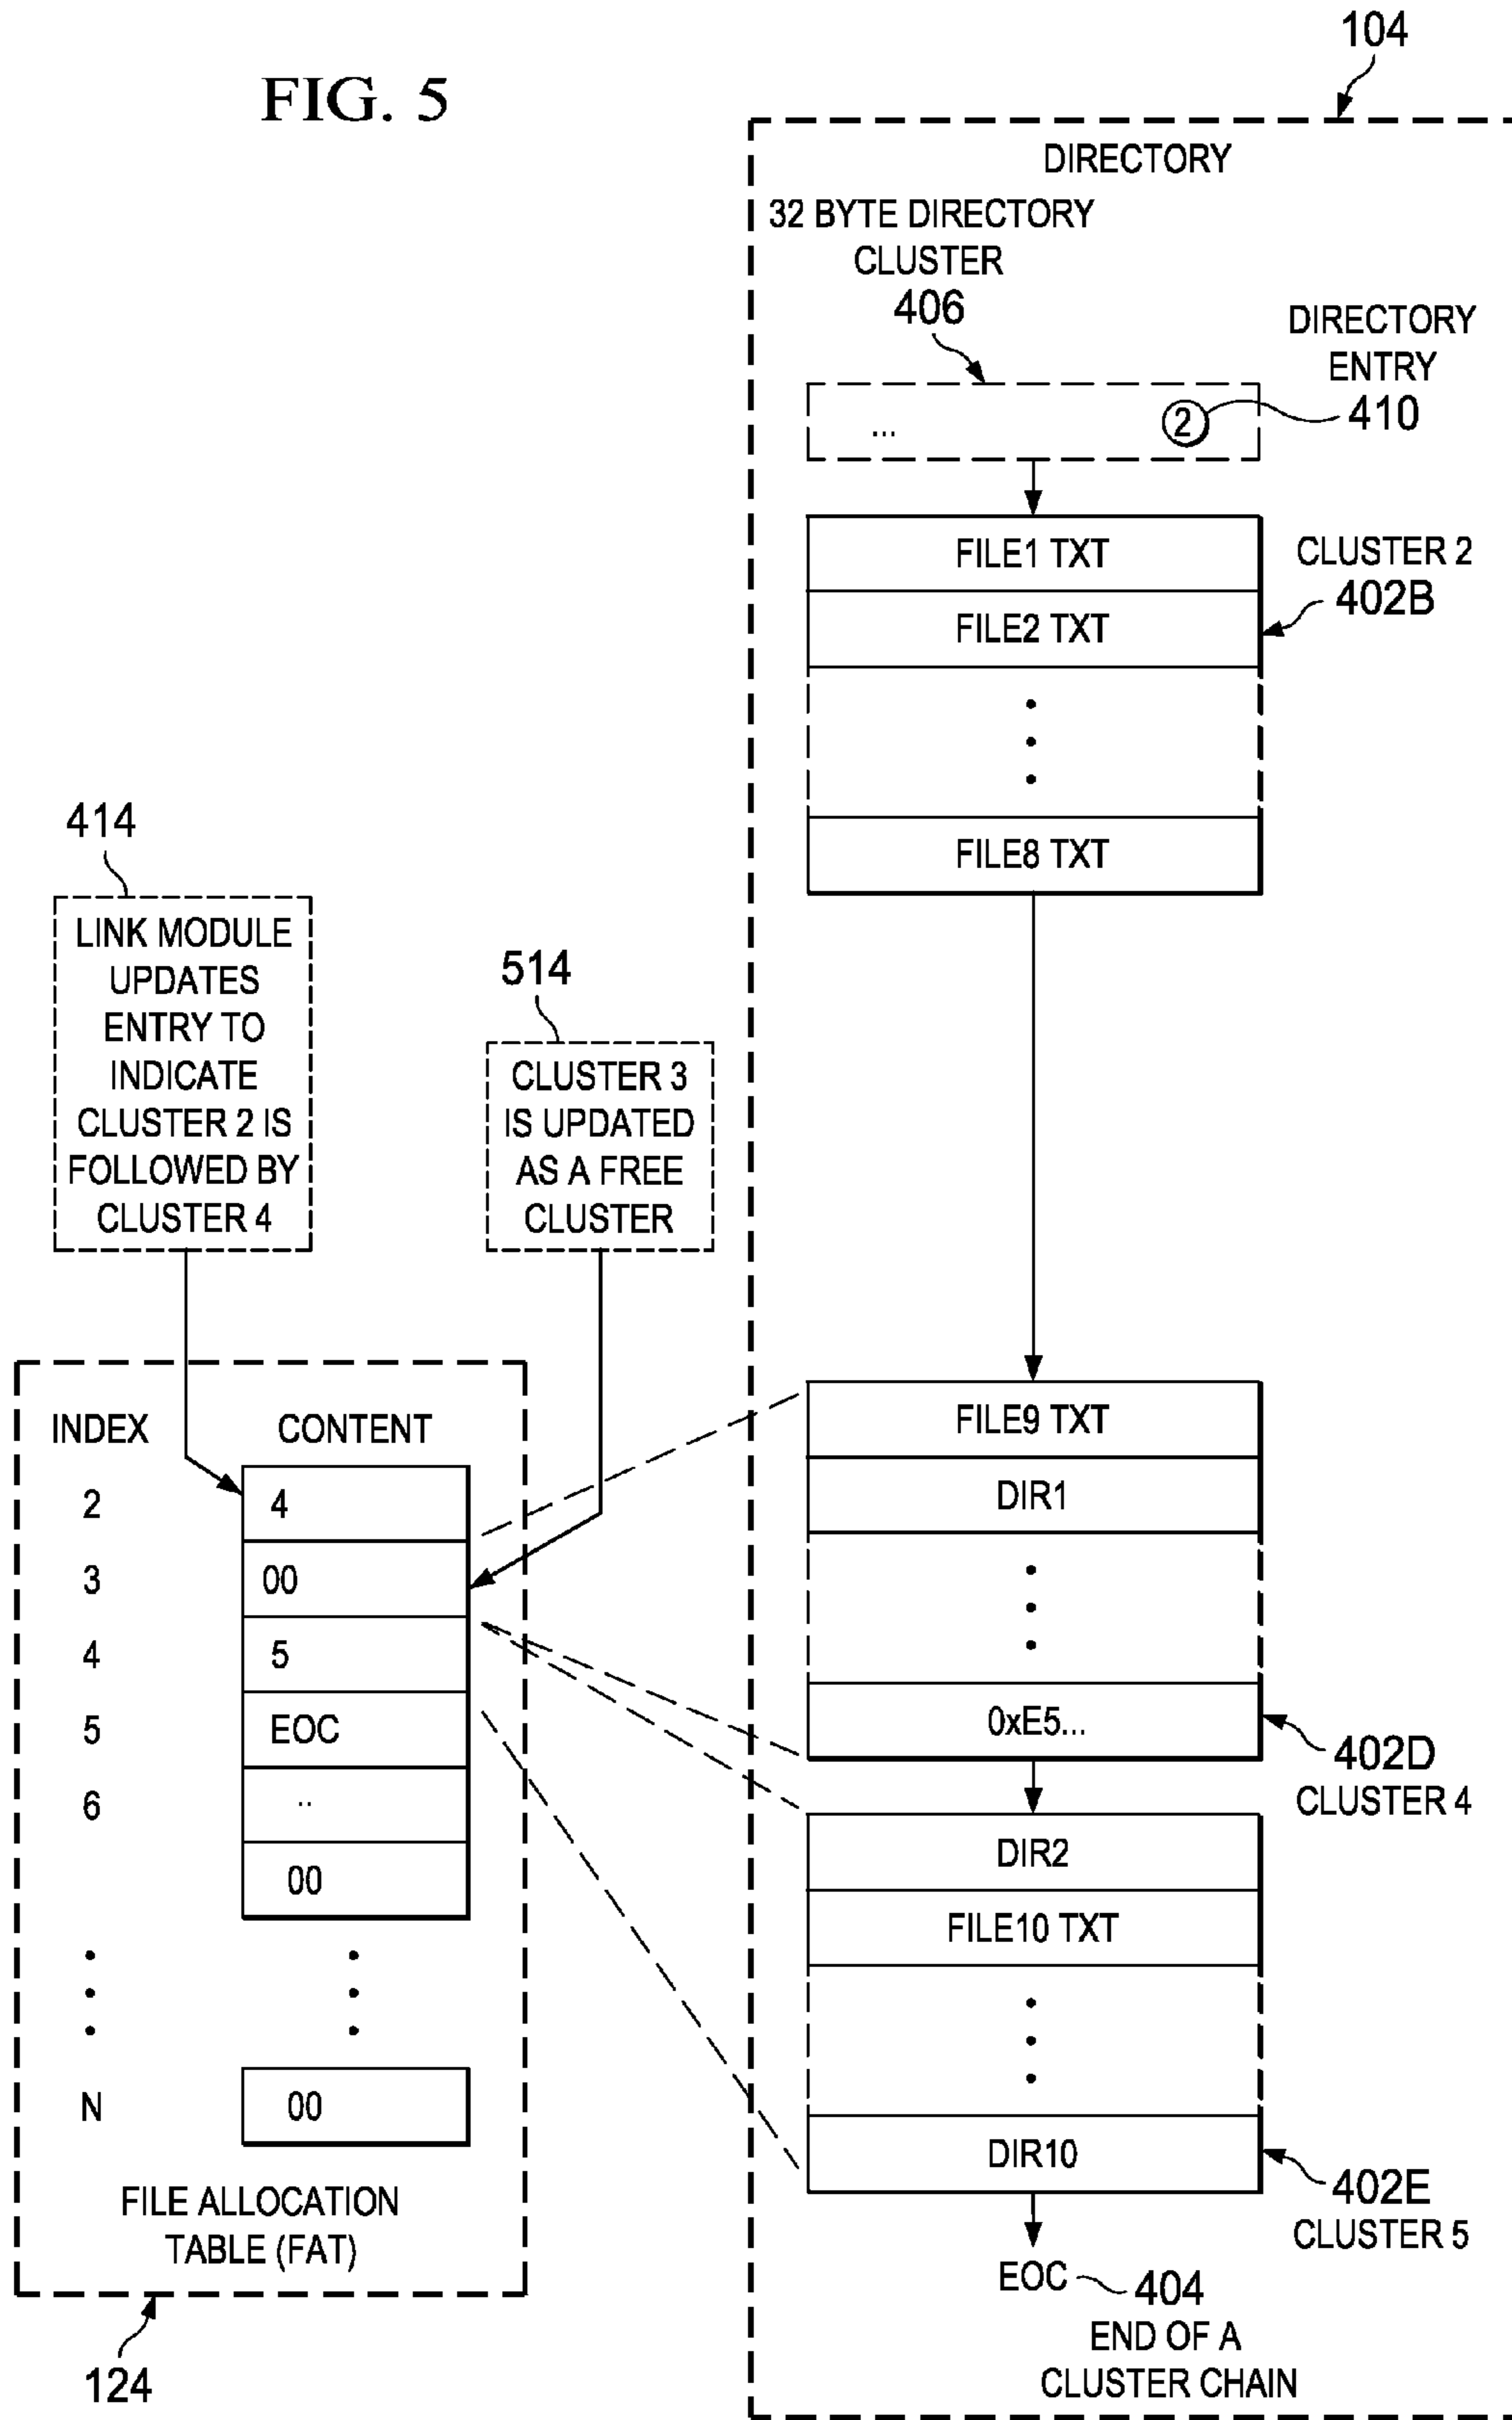 FIG. 5
104
DIRECTORY
32 BYTE DIRECTORY
CLUSTER
406
DIRECTORY
ENTRY
410
...
2
FILE1 TXT
FILE2 TXT
FILE8 TXT
CLUSTER 2
402B
414
LINK MODULE
UPDATES
ENTRY TO
INDICATE
CLUSTER 2 IS
FOLLOWED BY
CLUSTER 4
514
CLUSTER 3
IS UPDATED
AS A FREE
CLUSTER
INDEX CONTENT
2 4
3 00
4 5
5 EOC
6 ..
00
N 00
FILE ALLOCATION
TABLE (FAT)
124
FILE9 TXT
DIR1
0xE5...
402D
CLUSTER 4
DIR2
FILE10 TXT
DIR10
402E
CLUSTER 5
EOC 404
END OF A
CLUSTER CHAIN